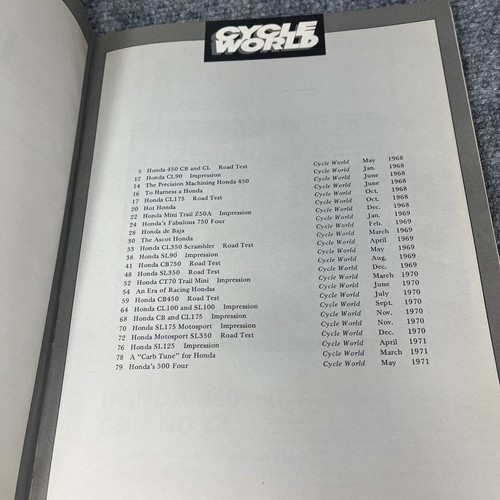 CYCLE
WORLD
5 Honda 450 CB and CL Road Test Cycle World May 1968
12 Honda CL90 Impression Cycle World Jan. 1968
14 The Precision Machining Honda 450 Cycle World June 1968
16 To Harness a Honda Cycle World June 1968
17 Honda CL175 Road Test Cycle World Oct. 1968
20 Hot Honda Cycle World Oct. 1968
22 Honda Mini Trail Z50A Impression Cycle World Dec. 1968
24 Honda's Fabulous 750 Four Cycle World Jan. 1969
28 Honda de Baja Cycle World Feb. 1969
30 The Ascot Honda Cycle World March 1969
33 Honda CL350 Scrambler Road Test Cycle World April 1969
38 Honda SL90 Impression Cycle World May 1969
41 Honda CB750 Road Test Cycle World Aug. 1969
48 Honda SL350 Road Test Cycle World Dec. 1969
52 Honda CT70 Trail Mini Impression Cycle World March 1970
54 An Era of Racing Hondas Cycle World June 1970
59 Honda CB450 Road Test Cycle World July 1970
64 Honda CL100 and SL100 Impression Cycle World Sept. 1970
68 Honda CB and CL175 Road Test Cycle World Nov. 1970
70 Honda SL175 Motosport Impression Cycle World Nov. 1970
72 Honda Motosport SL350 Road Test Cycle World Dec. 1970
76 Honda SL125 Impression Cycle World April 1971
78 A "Carb Tune" for Honda Cycle World March 1971
79 Honda's 500 Four Cycle World May 1971